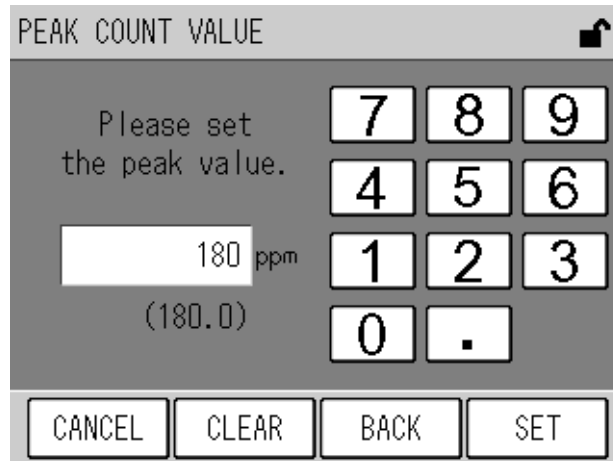 PEAK COUNT VALUE
Please set
the peak value.
180 ppm
(180.0)
7 8 9
4 5 6
1 2 3
0 .
CANCEL CLEAR BACK SET